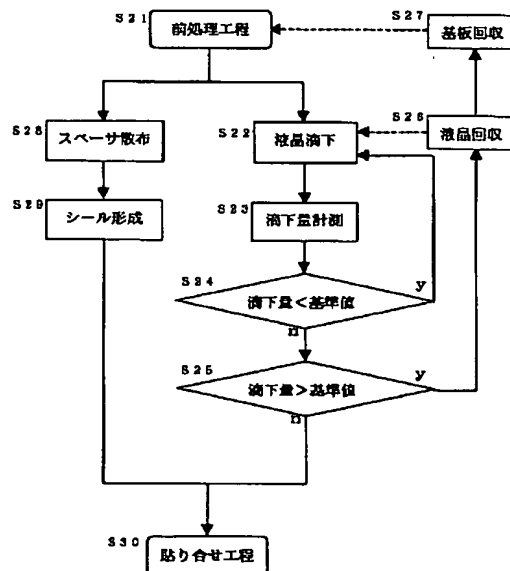 S21
前処理工程
S27
基板回収
S28
スペーサ散布
S22
液晶滴下
S26
液晶回収
S29
シール形成
S23
滴下量計測
S24
滴下量<基準値
y
n
S25
滴下量>基準値
y
n
S30
貼り合せ工程